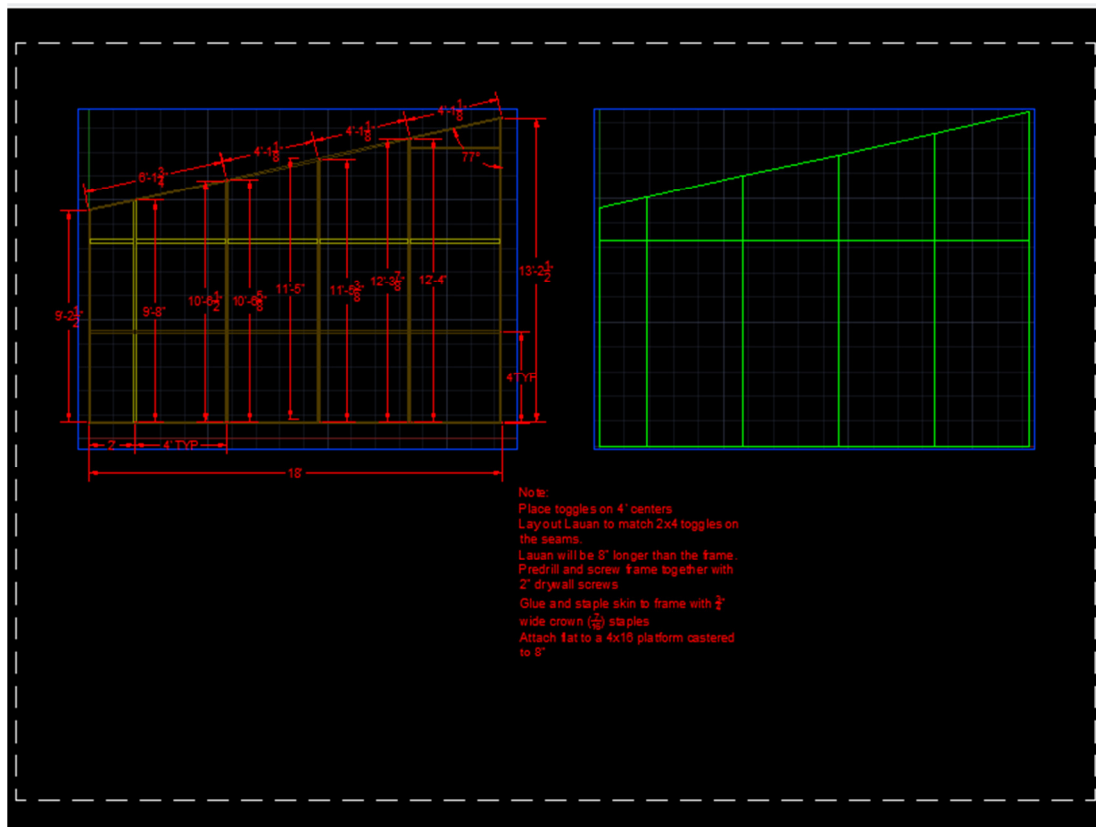 4'-1 1/8"
4'-1 1/8"
4'-1 1/8"
6'-1 3/4"
77°
13'-2 1/2"
12'-3 7/8"
12'-4"
11'-5"
11'-5 3/8"
10'-6 1/2"
10'-6 5/8"
9'-8"
9'-2 1/2"
4'TYP
2'
4' TYP
18'
Note:
Place toggles on 4' centers
Layout Lauan to match 2x4 toggles on
the seams.
Lauan will be 8" longer than the frame.
Predrill and screw frame together with
2" drywall screws
Glue and staple skin to frame with
wide crown (7/16) staples
Attach flat to a 4x16 platform castered
to 8"